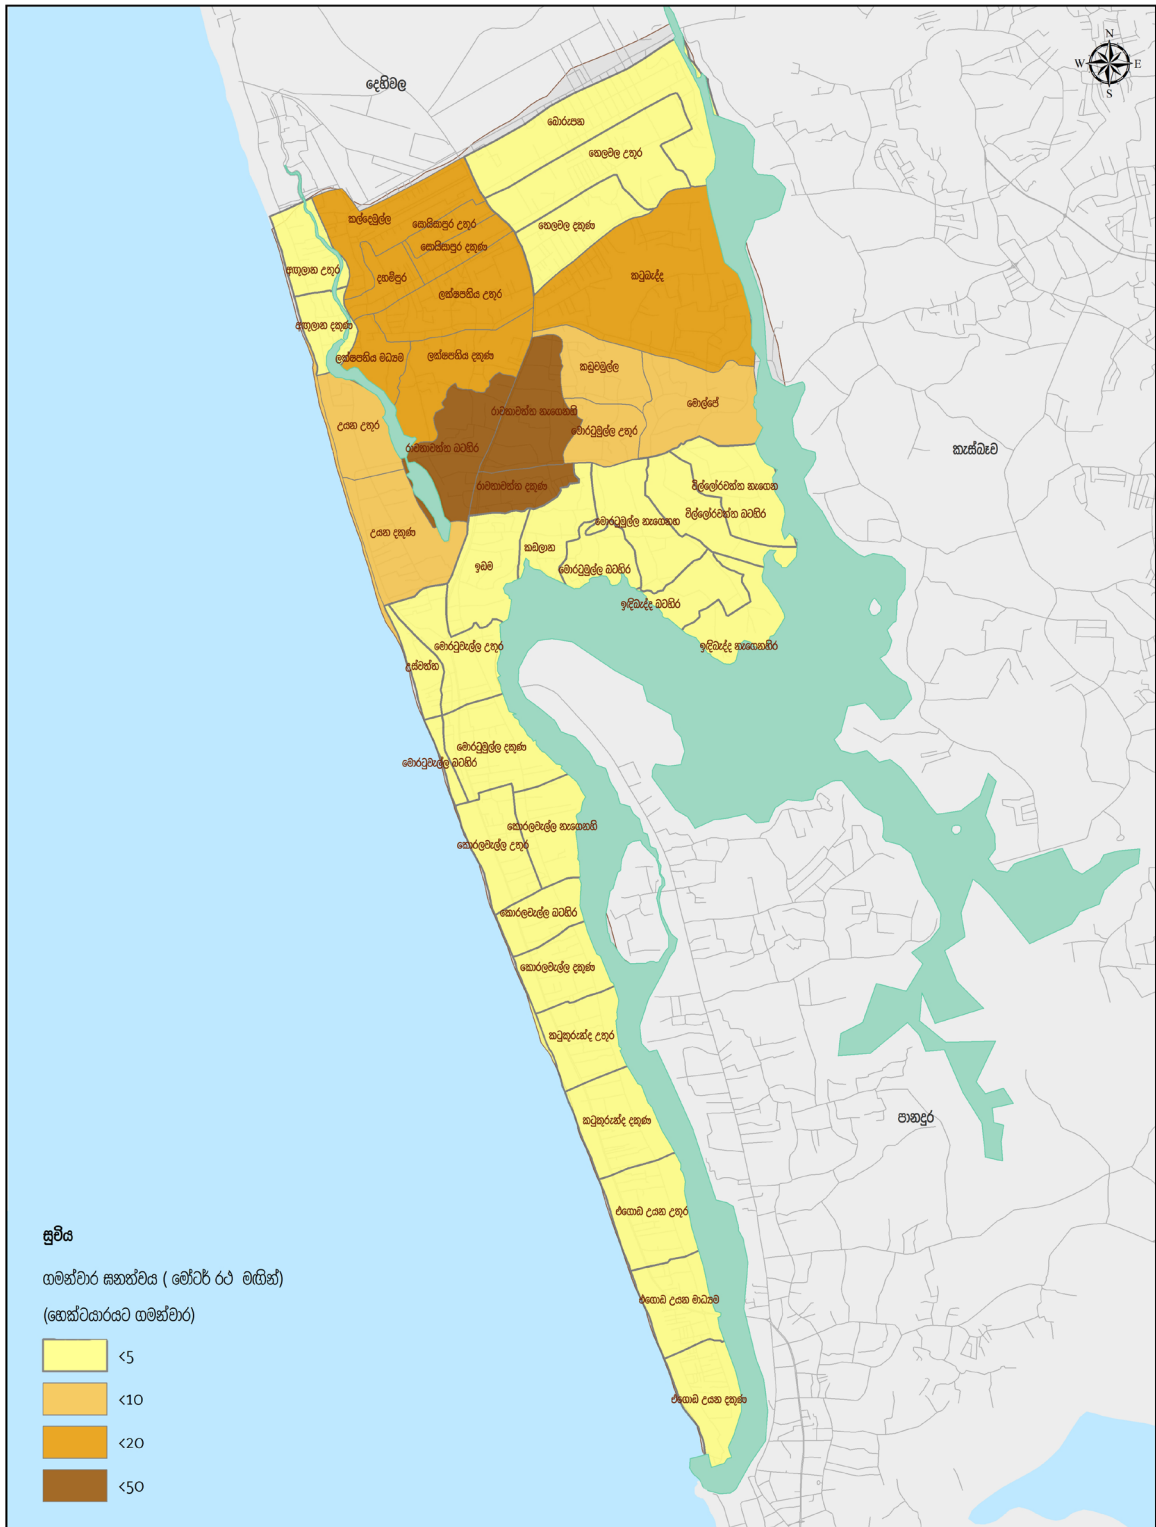 N
W
E
S
දෙහිවල
බොරුපන
තෙලවල උතුර
කල්දෙමුල්ල
සොයිසාපුර උතුර
තෙලවල දකුණ
සොයිසාපුර දකුණ
අඟුලාන උතුර
දහම්පුර
කටුබැද්ද
ලක්ෂපතිය උතුර
අඟුලාන දකුණ
ලක්ෂපතිය මධ්‍යම
ලක්ෂපතිය දකුණ
කඩුවමුල්ල
මොල්පේ
රාවතාවත්ත නැගෙනහි
උයන උතුර
මොරටුමුල්ල උතුර
රාවතාවත්ත බටහිර
කැස්බෑව
රාවතාවත්ත දකුණ
විල්ලෝරවත්ත නැගෙන
විල්ලෝරවත්ත බටහිර
මොරටුමුල්ල නැගෙනහ
උයන දකුණ
කඩලාන
ඉඩම
මොරටුමුල්ල බටහිර
ඉඳිබැද්ද බටහිර
මොරටුවැල්ල උතුර
ඉඳිබැද්ද නැගෙනහිර
උස්වත්ත
මොරටුමුල්ල දකුණ
මොරටුවැල්ල බටහිර
කොරලවැල්ල නැගෙනහි
කොරලවැල්ල උතුර
කොරලවැල්ල බටහිර
කොරලවැල්ල දකුණ
කටුකුරුන්ද උතුර
කටුකුරුන්ද දකුණ
පානදුර
එගොඩ උයන උතුර
එගොඩ උයන මාධ්‍යම
එගොඩ උයන දකුණ
සුචිය
ගමන්වාර ඝනත්වය ( මෝටර් රථ මඟින්)
(හෙක්ටයාරයට ගමන්වාර)
<5
<10
<20
<50